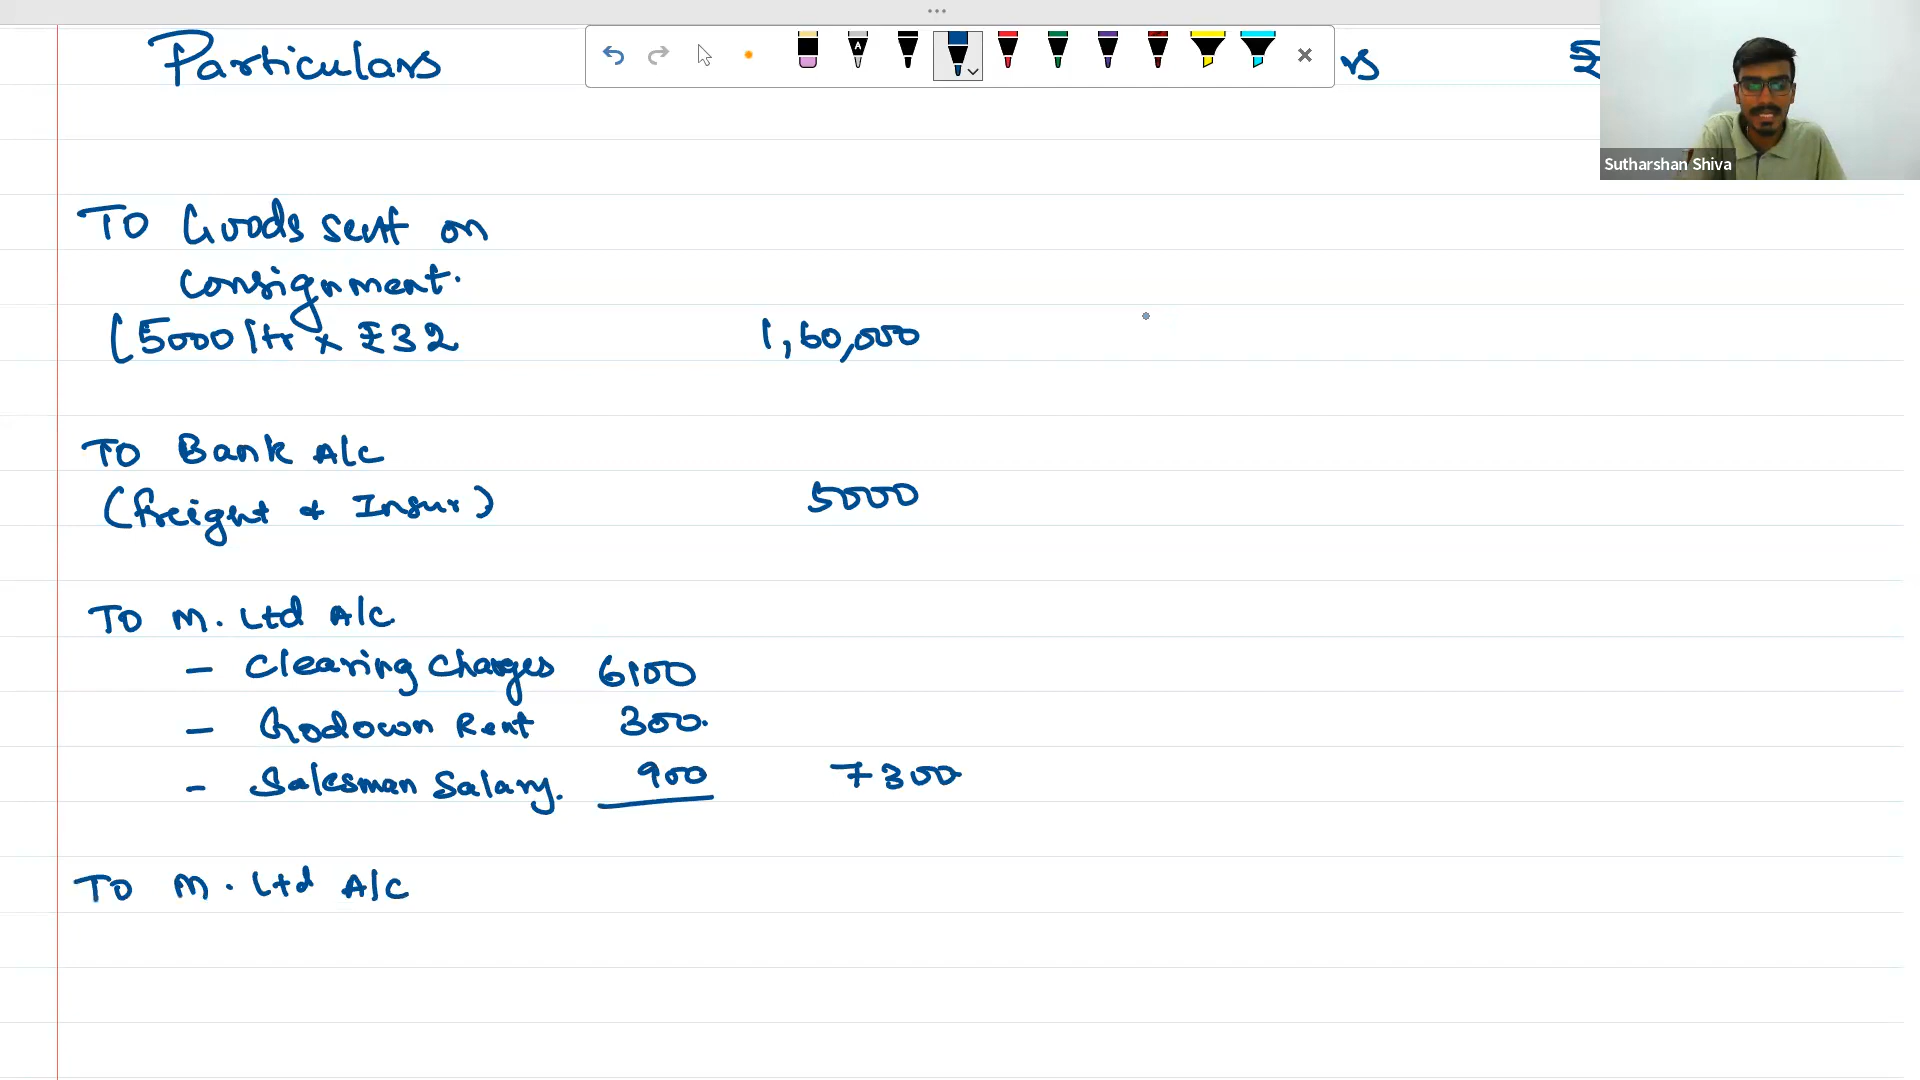 Particulars
rs ₹
Sutharshan Shiva
To Goods sent on
consignment.
(5000 ltr x ₹32 1,60,000
To Bank A/c
(freight & Insur) 5000
To M. Ltd A/c
- Clearing Charges 6100
- Godown Rent 300.
- Salesman Salary. 900 7300
To M. Ltd A/c